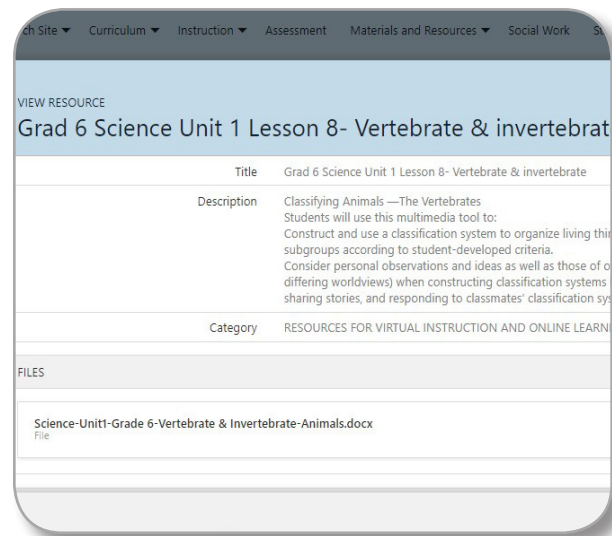 Site Curriculum Instruction Assessment Materials and Resources Social Work
VIEW RESOURCE
Grad 6 Science Unit 1 Lesson 8- Vertebrate & invertebrat
Title Grad 6 Science Unit 1 Lesson 8- Vertebrate & invertebrate
Description Classifying Animals —The Vertebrates
Students will use this multimedia tool to:
Construct and use a classification system to organize living thin
subgroups according to student-developed criteria.
Consider personal observations and ideas as well as those of o
differing worldviews) when constructing classification systems
sharing stories, and responding to classmates' classification sys
Category RESOURCES FOR VIRTUAL INSTRUCTION AND ONLINE LEARNI
FILES
Science-Unit1-Grade 6-Vertebrate & Invertebrate-Animals.docx
File